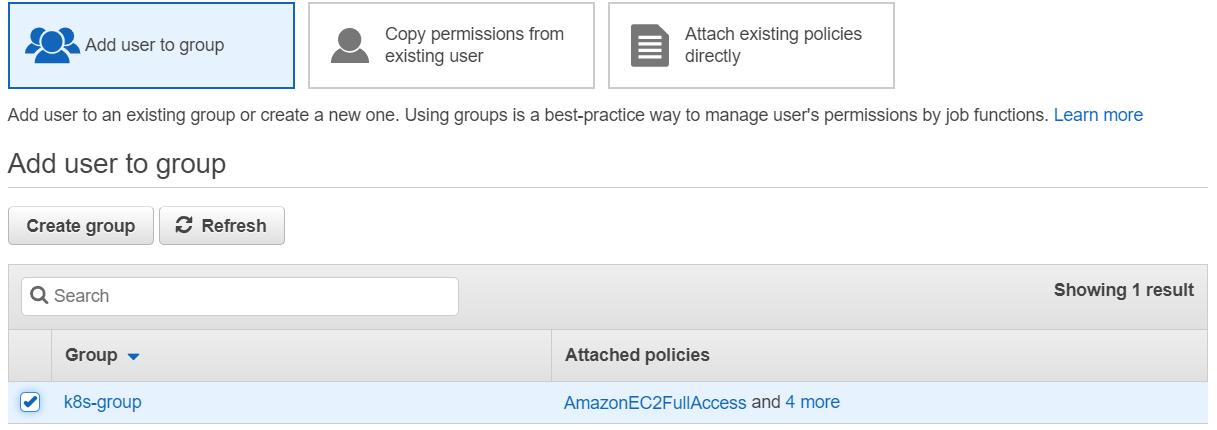 Add user to group
Copy permissions from
existing user
Attach existing policies
directly
Add user to an existing group or create a new one. Using groups is a best-practice way to manage user's permissions by job functions. Learn more
Add user to group
Create group
Refresh
Search
Showing 1 result
Group
Attached policies
k8s-group
AmazonEC2FullAccess and 4 more